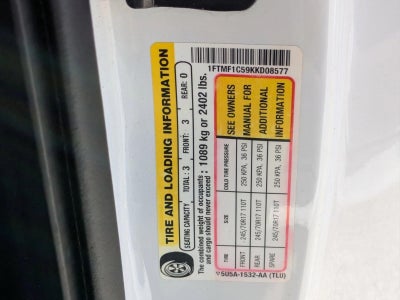 1FTMF1C59KKD08577
TIRE AND LOADING INFORMATION
SEATING CAPACITY TOTAL: 3 FRONT: 3 REAR: 0
The combined weight of occupants
and cargo should never exceed : 1089 kg or 2402 lbs.
TIRE SIZE COLD TIRE PRESSURE SEE OWNERS
FRONT 245/70R17 110T 250 KPA, 36 PSI MANUAL FOR
REAR 245/70R17 110T 250 KPA, 36 PSI ADDITIONAL
SPARE 245/70R17 110T 250 KPA, 36 PSI INFORMATION
5U5A-1532-AA (TLU)